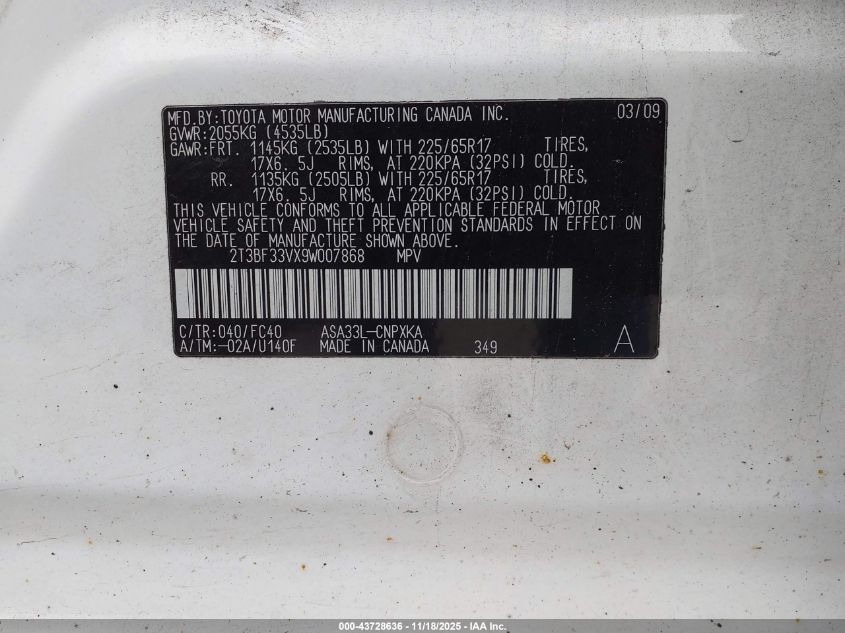 MFD.BY:TOYOTA MOTOR MANUFACTURING CANADA INC. 03/09
GVWR:2055KG (4535LB)
GAWR:FRT. 1145KG (2535LB) WITH 225/65R17 TIRES,
17X6. 5J RIMS, AT 220KPA (32PSI) COLD.
RR. 1135KG (2505LB) WITH 225/65R17 TIRES,
17X6. 5J RIMS, AT 220KPA (32PSI) COLD.
THIS VEHICLE CONFORMS TO ALL APPLICABLE FEDERAL MOTOR
VEHICLE SAFETY AND THEFT PREVENTION STANDARDS IN EFFECT ON
THE DATE OF MANUFACTURE SHOWN ABOVE.
2T3BF33VX9W007868 MPV
C/TR:040/FC40 ASA33L-CNPXKA
A/TM:-02A/U140F MADE IN CANADA 349 A
000-43728636 - 11/18/2025 - IAA Inc.